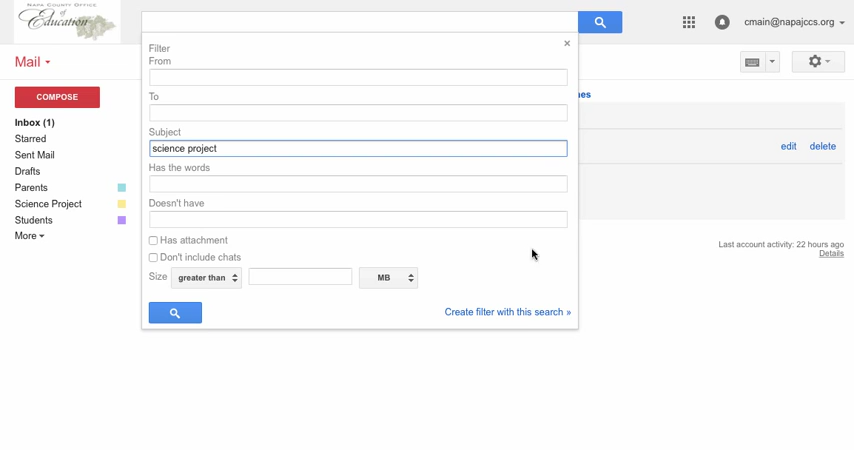 NAPA COUNTY OFFICE
of
Education
cmain@napajccs.org
Mail
COMPOSE
Inbox (1)
Starred
Sent Mail
Drafts
Parents
Science Project
Students
More
Filter
×
From
To
Subject
science project
Has the words
Doesn't have
Has attachment
Don't include chats
Size greater than MB
Create filter with this search »
edit delete
Last account activity: 22 hours ago
Details